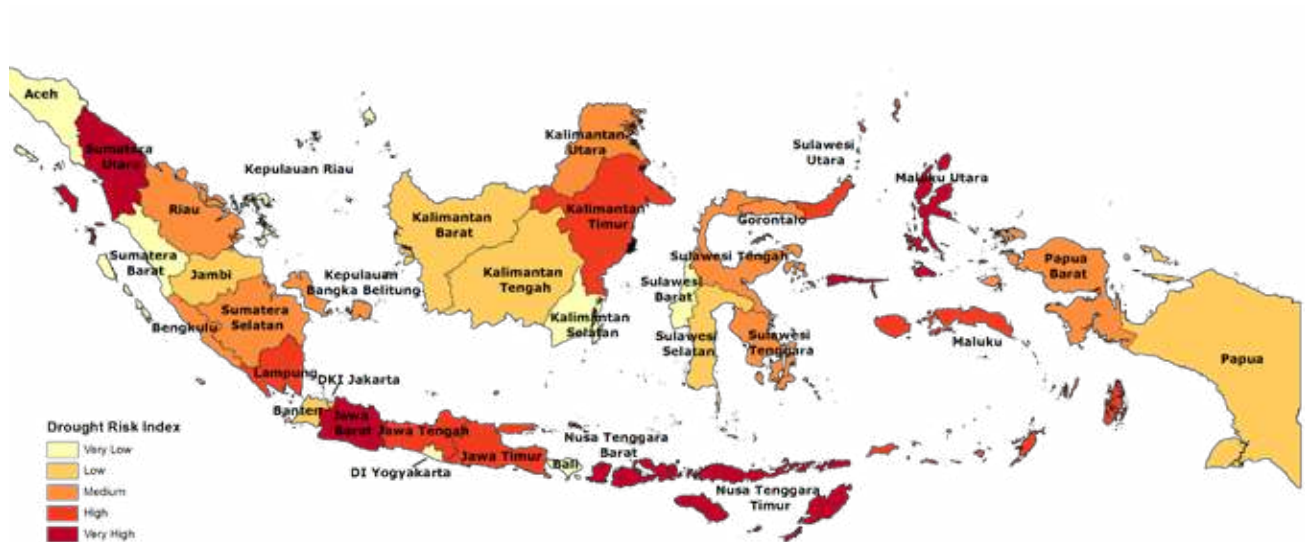 Aceh
Sumatera
Utara
Kepulauan Riau
Riau
Sumatera
Barat
Jambi
Kepulauan
Bangka Belitung
Sumatera
Selatan
Bengkulu
Lampung
DKI Jakarta
Banten
Jawa
Barat
Jawa Tengah
DI Yogyakarta
Jawa Timur
Bali
Nusa Tenggara
Barat
Nusa Tenggara
Timur
Kalimantan
Utara
Kalimantan
Barat
Kalimantan
Timur
Kalimantan
Tengah
Kalimantan
Selatan
Sulawesi
Utara
Gorontalo
Sulawesi Tengah
Sulawesi
Barat
Sulawesi
Selatan
Sulawesi
Tenggara
Maluku Utara
Maluku
Papua
Barat
Papua
Drought Risk Index
Very Low
Low
Medium
High
Very High